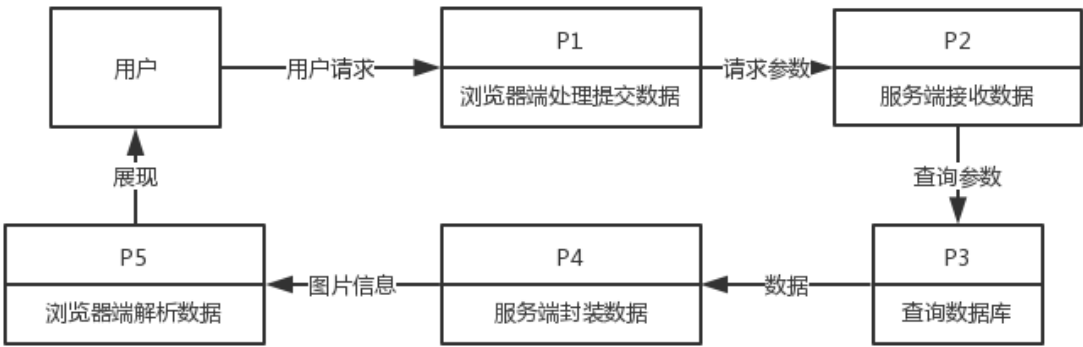 用户
用户请求
P1
浏览器端处理提交数据
请求参数
P2
服务端接收数据
查询参数
P3
查询数据库
数据
P4
服务端封装数据
图片信息
P5
浏览器端解析数据
展现